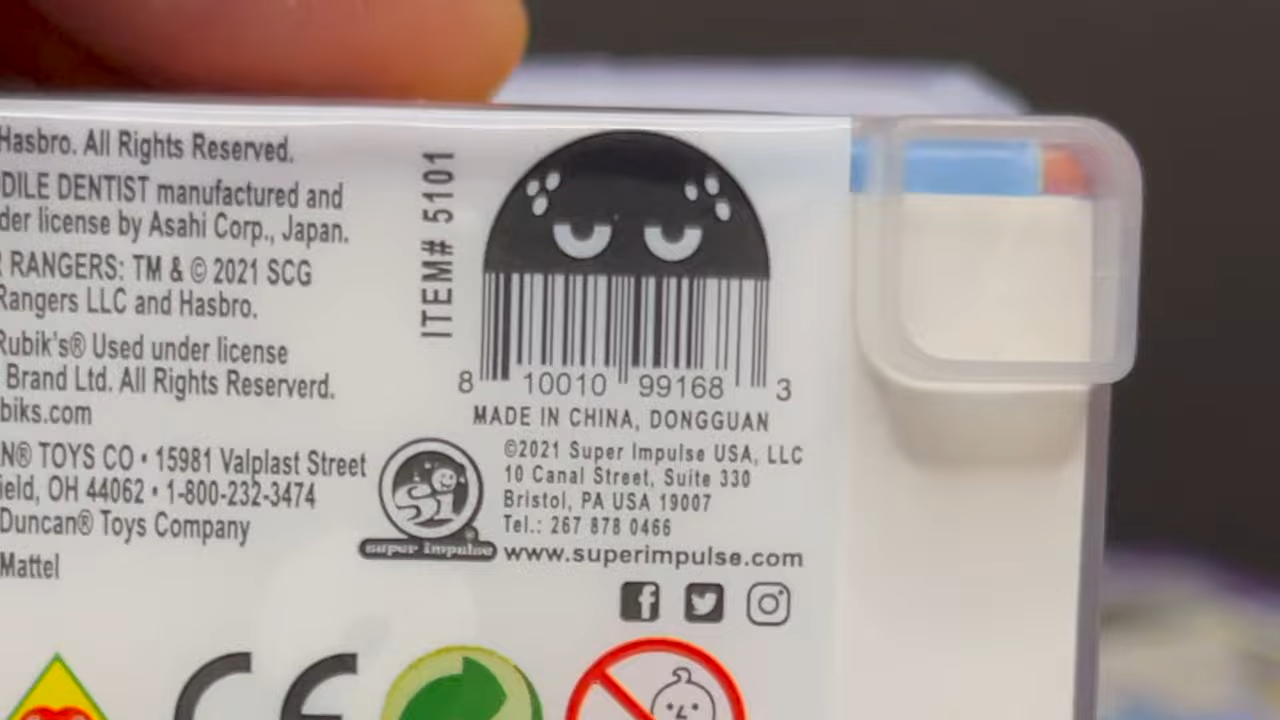 Hasbro. All Rights Reserved.
DILE DENTIST manufactured and
der license by Asahi Corp., Japan.
RANGERS: TM & © 2021 SCG
Rangers LLC and Hasbro.
Rubik's® Used under license
Brand Ltd. All Rights Reserverd.
biks.com
N® TOYS CO • 15981 Valplast Street
ield, OH 44062 • 1-800-232-3474
Duncan® Toys Company
Mattel
ITEM# 5101
8 10010 99168 3
MADE IN CHINA, DONGGUAN
©2021 Super Impulse USA, LLC
10 Canal Street, Suite 330
Bristol, PA USA 19007
Tel.: 267 878 0466
www.superimpulse.com
SI
super impulse
CE